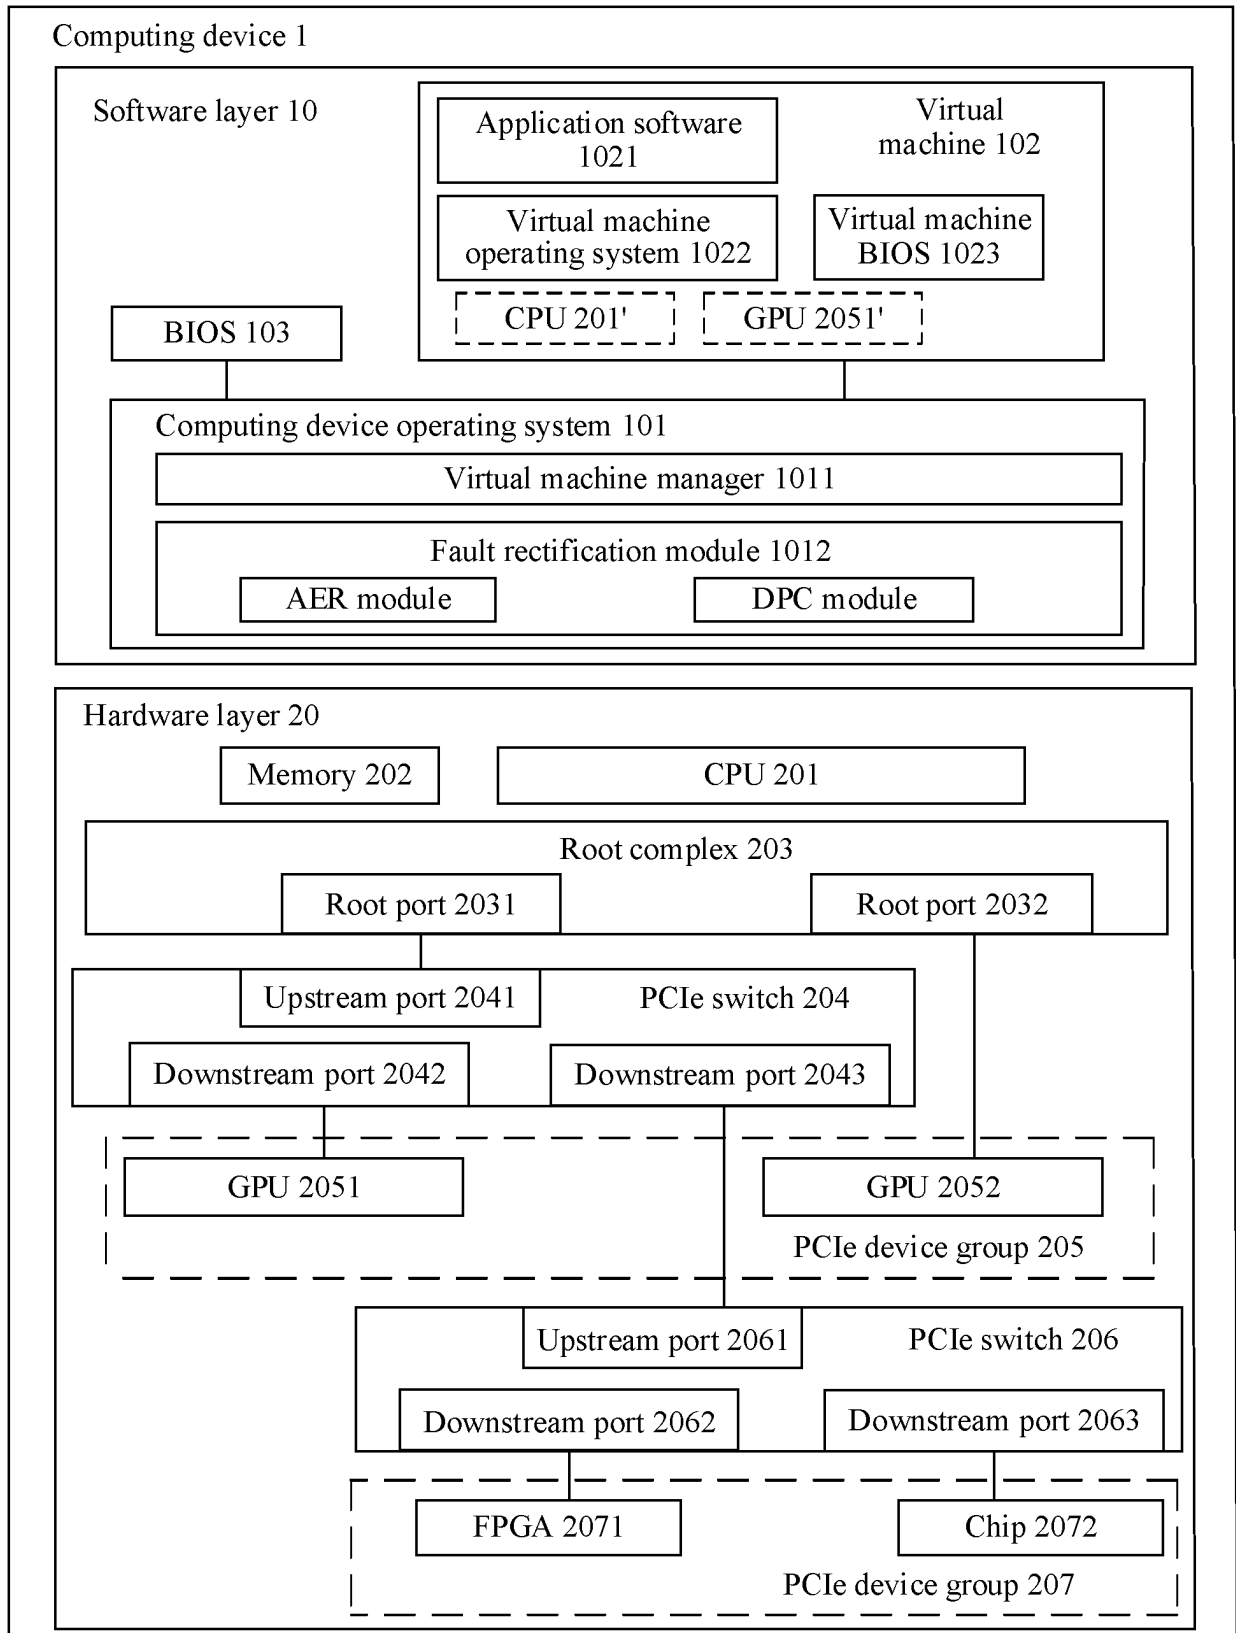 Computing device 1
Software layer 10
Application software
1021
Virtual
machine 102
Virtual machine
operating system 1022
Virtual machine
BIOS 1023
CPU 201'
GPU 2051'
BIOS 103
Computing device operating system 101
Virtual machine manager 1011
Fault rectification module 1012
AER module
DPC module
Hardware layer 20
Memory 202
CPU 201
Root complex 203
Root port 2031
Root port 2032
Upstream port 2041
PCIe switch 204
Downstream port 2042
Downstream port 2043
GPU 2051
GPU 2052
PCIe device group 205
Upstream port 2061
PCIe switch 206
Downstream port 2062
Downstream port 2063
FPGA 2071
Chip 2072
PCIe device group 207